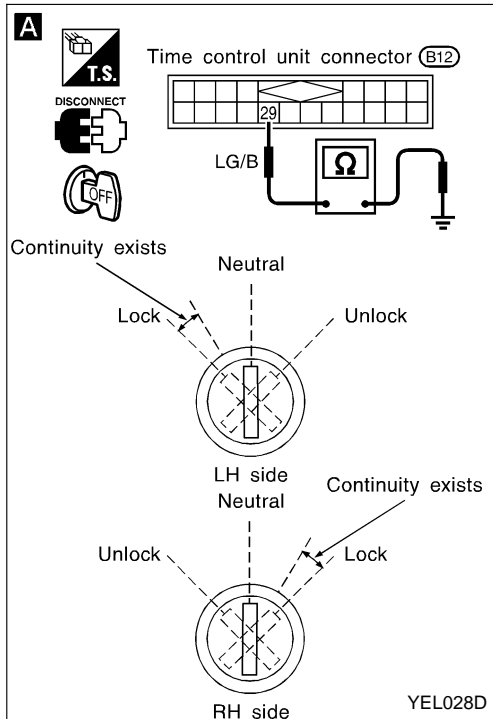 A
T.S.
Time control unit connector B12
DISCONNECT
29
LG/B
Ω
OFF
Continuity exists
Neutral
Lock
Unlock
LH side
Neutral
Continuity exists
Unlock
Lock
RH side
YEL028D